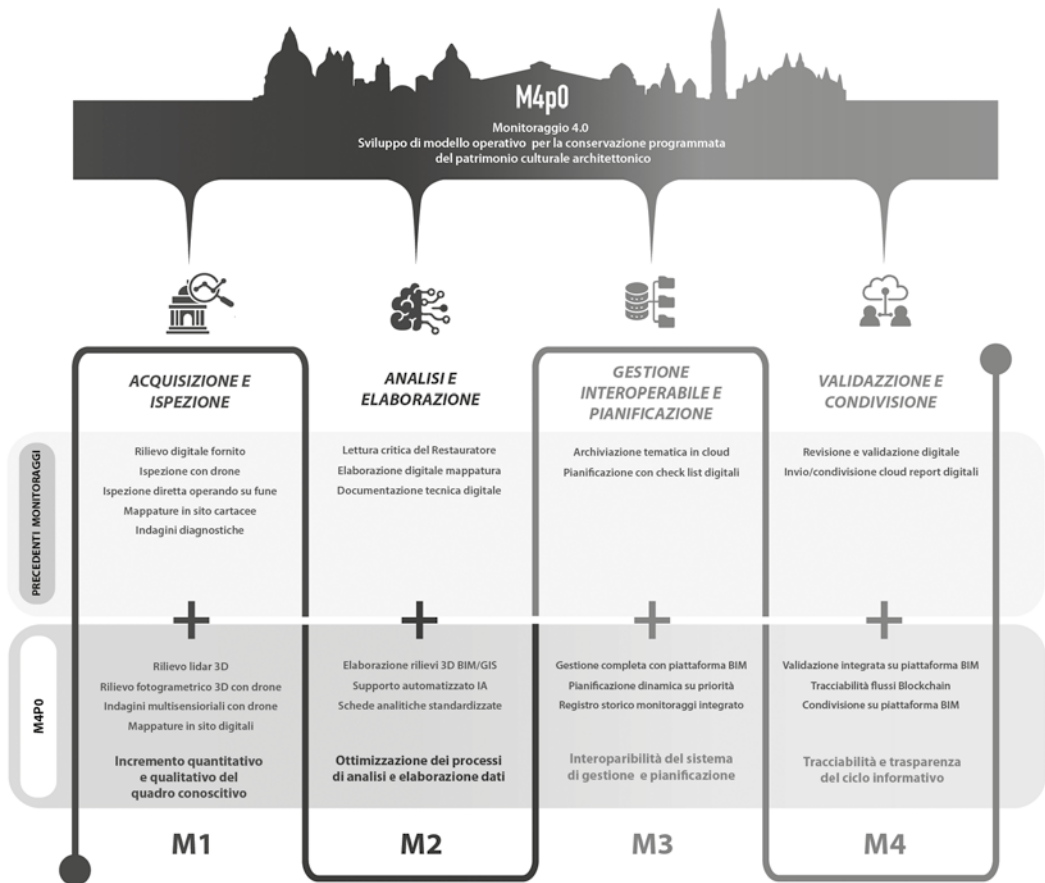 M4p0
Monitoraggio 4.0
Sviluppo di modello operativo per la conservazione programmata
del patrimonio culturale architettonico
ACQUISIZIONE E
ISPEZIONE
ANALISI E
ELABORAZIONE
GESTIONE
INTEROPERABILE E
PIANIFICAZIONE
VALIDAZZIONE E
CONDIVISIONE
PRECEDENTI MONITORAGGI
Rilievo digitale fornito
Ispezione con drone
Ispezione diretta operando su fune
Mappature in sito cartacee
Indagini diagnostiche
Lettura critica del Restauratore
Elaborazione digitale mappatura
Documentazione tecnica digitale
Archiviazione tematica in cloud
Pianificazione con check list digitali
Revisione e validazione digitale
Invio/condivisione cloud report digitali
+
+
+
+
M4P0
Rilievo lidar 3D
Rilievo fotogrametrico 3D con drone
Indagini multisensioriali con drone
Mappature in sito digitali
Incremento quantitativo
e qualitativo del
quadro conoscitivo
Elaborazione rilievi 3D BIM/GIS
Supporto automatizzato IA
Schede analitiche standardizzate
Ottimizzazione dei processi
di analisi e elaborazione dati
Gestione completa con piattaforma BIM
Pianificazione dinamica su priorità
Registro storico monitoraggi integrato
Interoparibilità del sistema
di gestione e pianificazione
Validazione integrata su piattaforma BIM
Tracciabilità flussi Blockchain
Condivisione su piattaforma BIM
Tracciabilità e trasparenza
del ciclo informativo
M1
M2
M3
M4